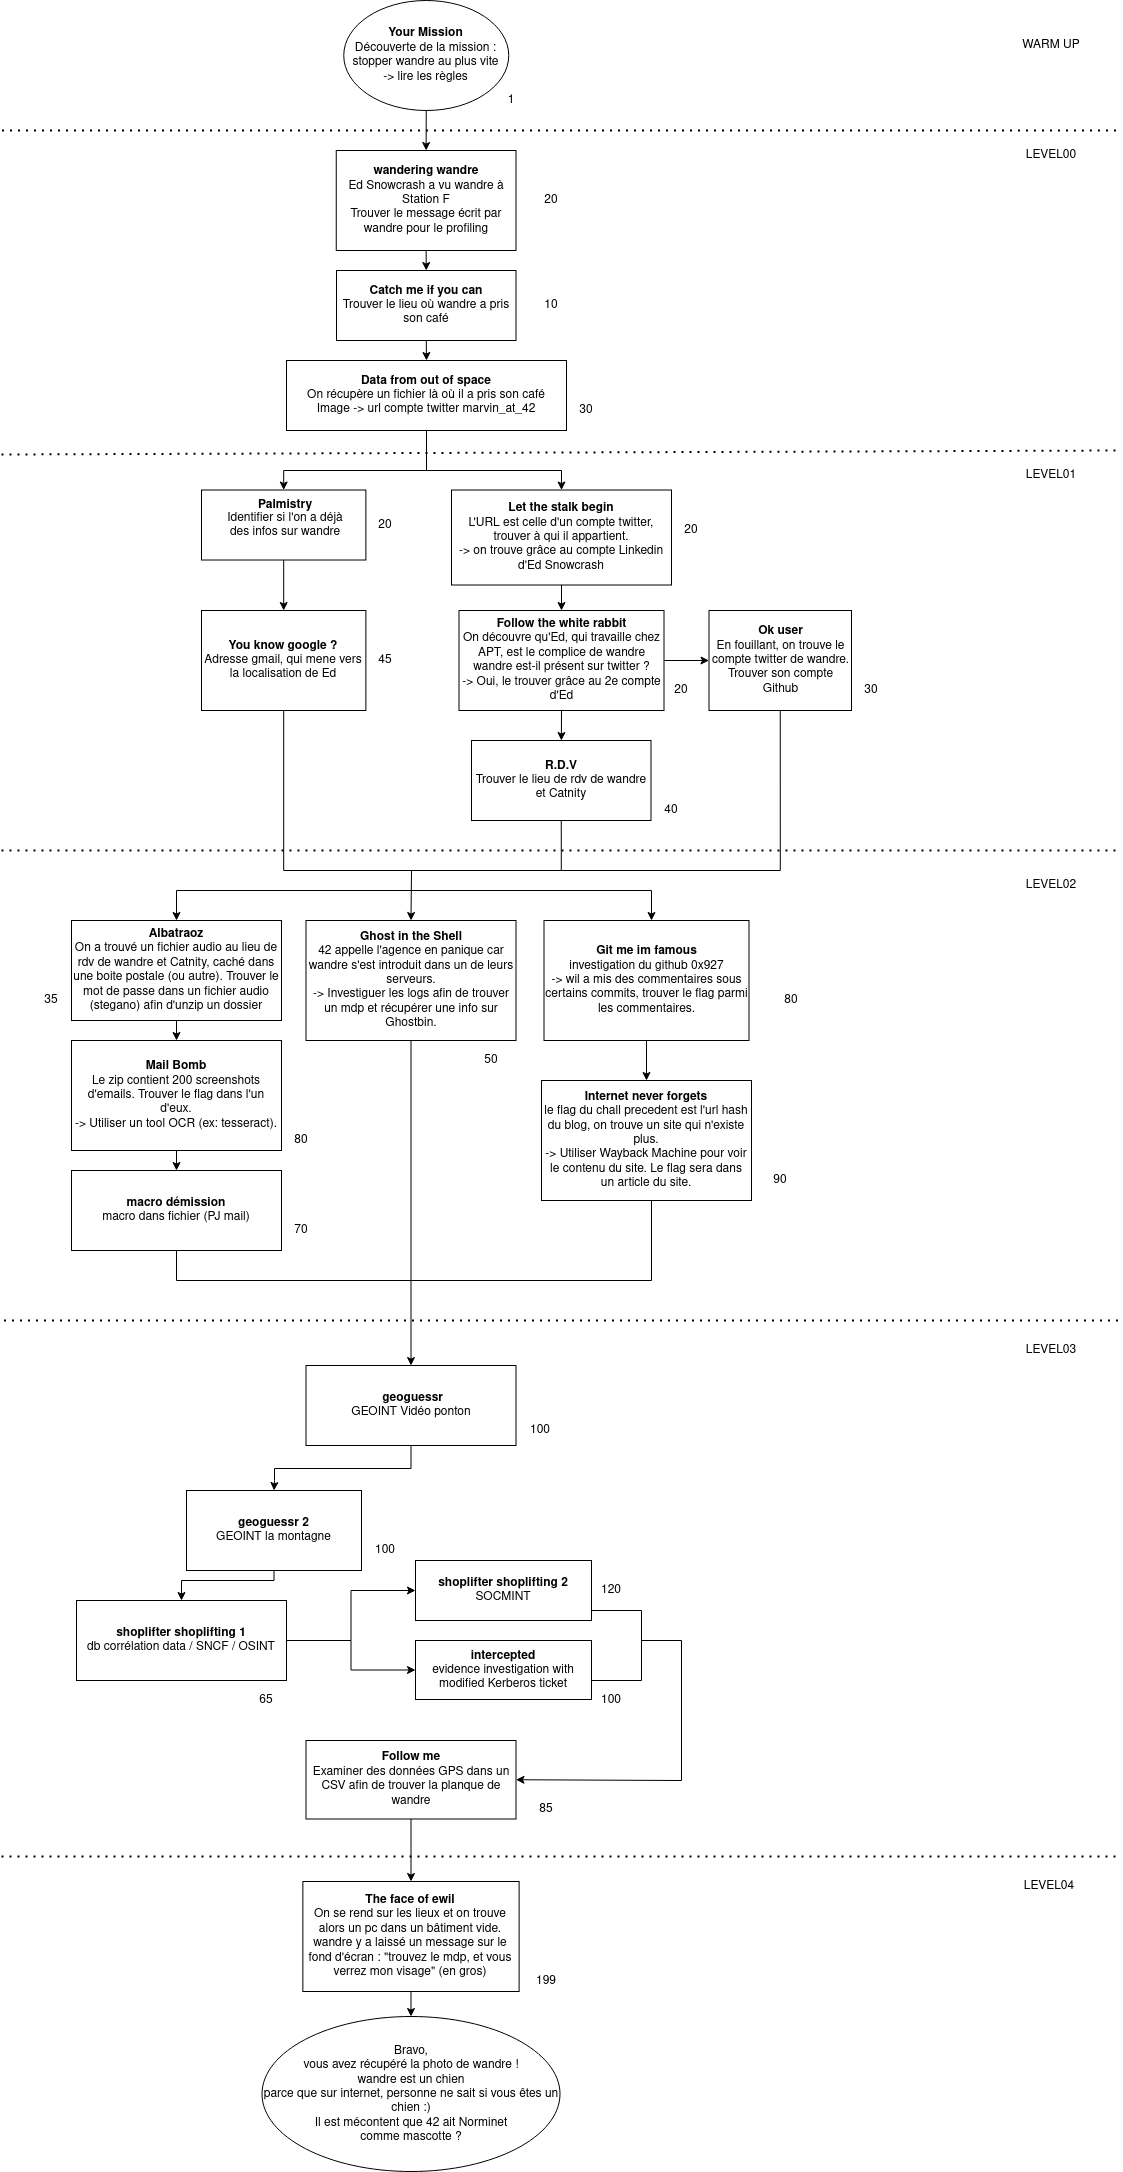 Your Mission
Découverte de la mission :
stopper wandre au plus vite
-> lire les règles
1
WARM UP
LEVEL00
wandering wandre
Ed Snowcrash a vu wandre à
Station F
Trouver le message écrit par
wandre pour le profiling
20
Catch me if you can
Trouver le lieu où wandre a pris
son café
10
Data from out of space
On récupère un fichier là où il a pris son café
Image -> url compte twitter marvin_at_42
30
LEVEL01
Palmistry
Identifier si l'on a déjà
des infos sur wandre
20
Let the stalk begin
L'URL est celle d'un compte twitter,
trouver à qui il appartient.
-> on trouve grâce au compte Linkedin
d'Ed Snowcrash
20
You know google ?
Adresse gmail, qui mene vers
la localisation de Ed
45
Follow the white rabbit
On découvre qu'Ed, qui travaille chez
APT, est le complice de wandre
wandre est-il présent sur twitter ?
-> Oui, le trouver grâce au 2e compte
d'Ed
20
Ok user
En fouillant, on trouve le
compte twitter de wandre.
Trouver son compte
Github
30
R.D.V
Trouver le lieu de rdv de wandre
et Catnity
40
LEVEL02
Albatraoz
On a trouvé un fichier audio au lieu de
rdv de wandre et Catnity, caché dans
une boite postale (ou autre). Trouver le
mot de passe dans un fichier audio
(stegano) afin d'unzip un dossier
35
Ghost in the Shell
42 appelle l'agence en panique car
wandre s'est introduit dans un de leurs
serveurs.
-> Investiguer les logs afin de trouver
un mdp et récupérer une info sur
Ghostbin.
50
Git me im famous
investigation du github 0x927
-> wil a mis des commentaires sous
certains commits, trouver le flag parmi
les commentaires.
80
Mail Bomb
Le zip contient 200 screenshots
d'emails. Trouver le flag dans l'un
d'eux.
-> Utiliser un tool OCR (ex: tesseract).
80
Internet never forgets
le flag du chall precedent est l'url hash
du blog, on trouve un site qui n'existe
plus.
-> Utiliser Wayback Machine pour voir
le contenu du site. Le flag sera dans
un article du site.
90
macro démission
macro dans fichier (PJ mail)
70
LEVEL03
geoguessr
GEOINT Vidéo ponton
100
geoguessr 2
GEOINT la montagne
100
shoplifter shoplifting 1
db corrélation data / SNCF / OSINT
65
shoplifter shoplifting 2
SOCMINT
120
intercepted
evidence investigation with
modified Kerberos ticket
100
Follow me
Examiner des données GPS dans un
CSV afin de trouver la planque de
wandre
85
LEVEL04
The face of ewil
On se rend sur les lieux et on trouve
alors un pc dans un bâtiment vide.
wandre y a laissé un message sur le
fond d'écran : "trouvez le mdp, et vous
verrez mon visage" (en gros)
199
Bravo,
vous avez récupéré la photo de wandre !
wandre est un chien
parce que sur internet, personne ne sait si vous êtes un
chien :)
Il est mécontent que 42 ait Norminet
comme mascotte ?